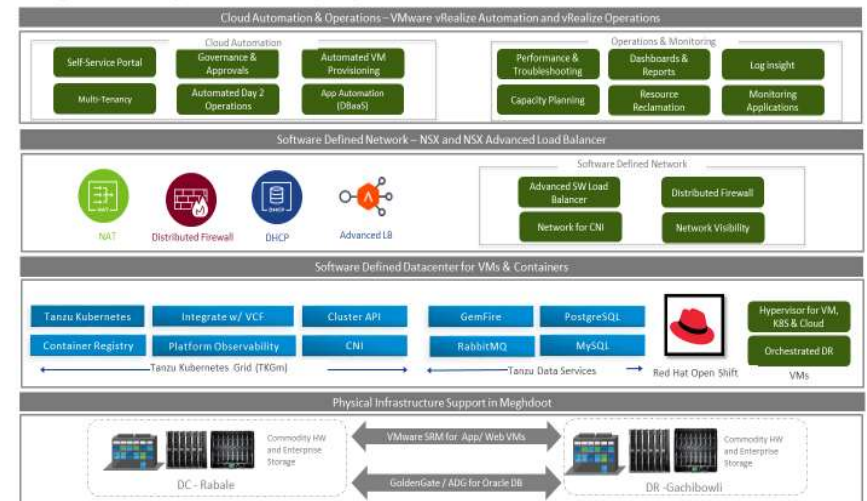 Cloud Automation & Operations – VMware vRealize Automation and vRealize Operations
Cloud Automation
Self-Service Portal
Governance &
Approvals
Automated VM
Provisioning
Multi-Tenancy
Automated Day 2
Operations
App Automation
(DBaaS)
Operations & Monitoring
Performance &
Troubleshooting
Dashboards &
Reports
Log insight
Capacity Planning
Resource
Reclamation
Monitoring
Applications
Software Defined Network – NSX and NSX Advanced Load Balancer
NAT
NAT
Distributed Firewall
DHCP
DHCP
Advanced LB
Software Defined Network
Advanced SW Load
Balancer
Distributed Firewall
Network for CNI
Network Visibility
Software Defined Datacenter for VMs & Containers
Tanzu Kubernetes
Integrate w/ VCF
Cluster API
Container Registry
Platform Observability
CNI
Tanzu Kubernetes Grid (TKGm)
GemFire
PostgreSQL
RabbitMQ
MySQL
Tanzu Data Services
Red Hat Open Shift
Hypervisor for VM,
K8S & Cloud
Orchestrated DR
VMs
Physical Infrastructure Support in Meghdoot
Commodity HW
and Enterprise
Storage
DC - Rabale
VMware SRM for App/ Web VMs
GoldenGate / ADG for Oracle DB
Commodity HW
and Enterprise
Storage
DR -Gachibowli